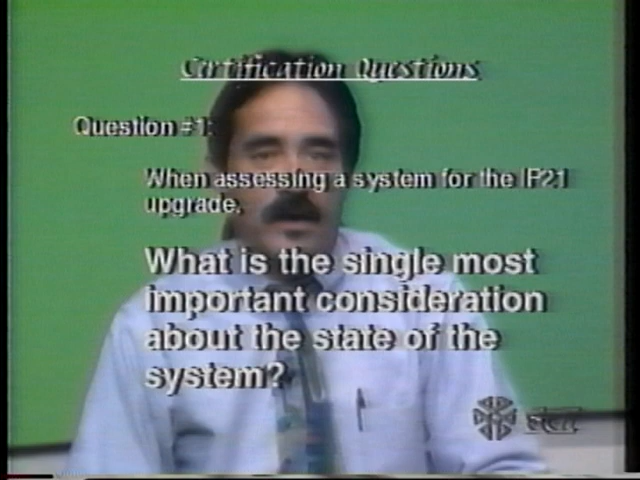 Certification Questions
Question #1:
When assessing a system for the IF21
upgrade,
What is the single most
important consideration
about the state of the
system?